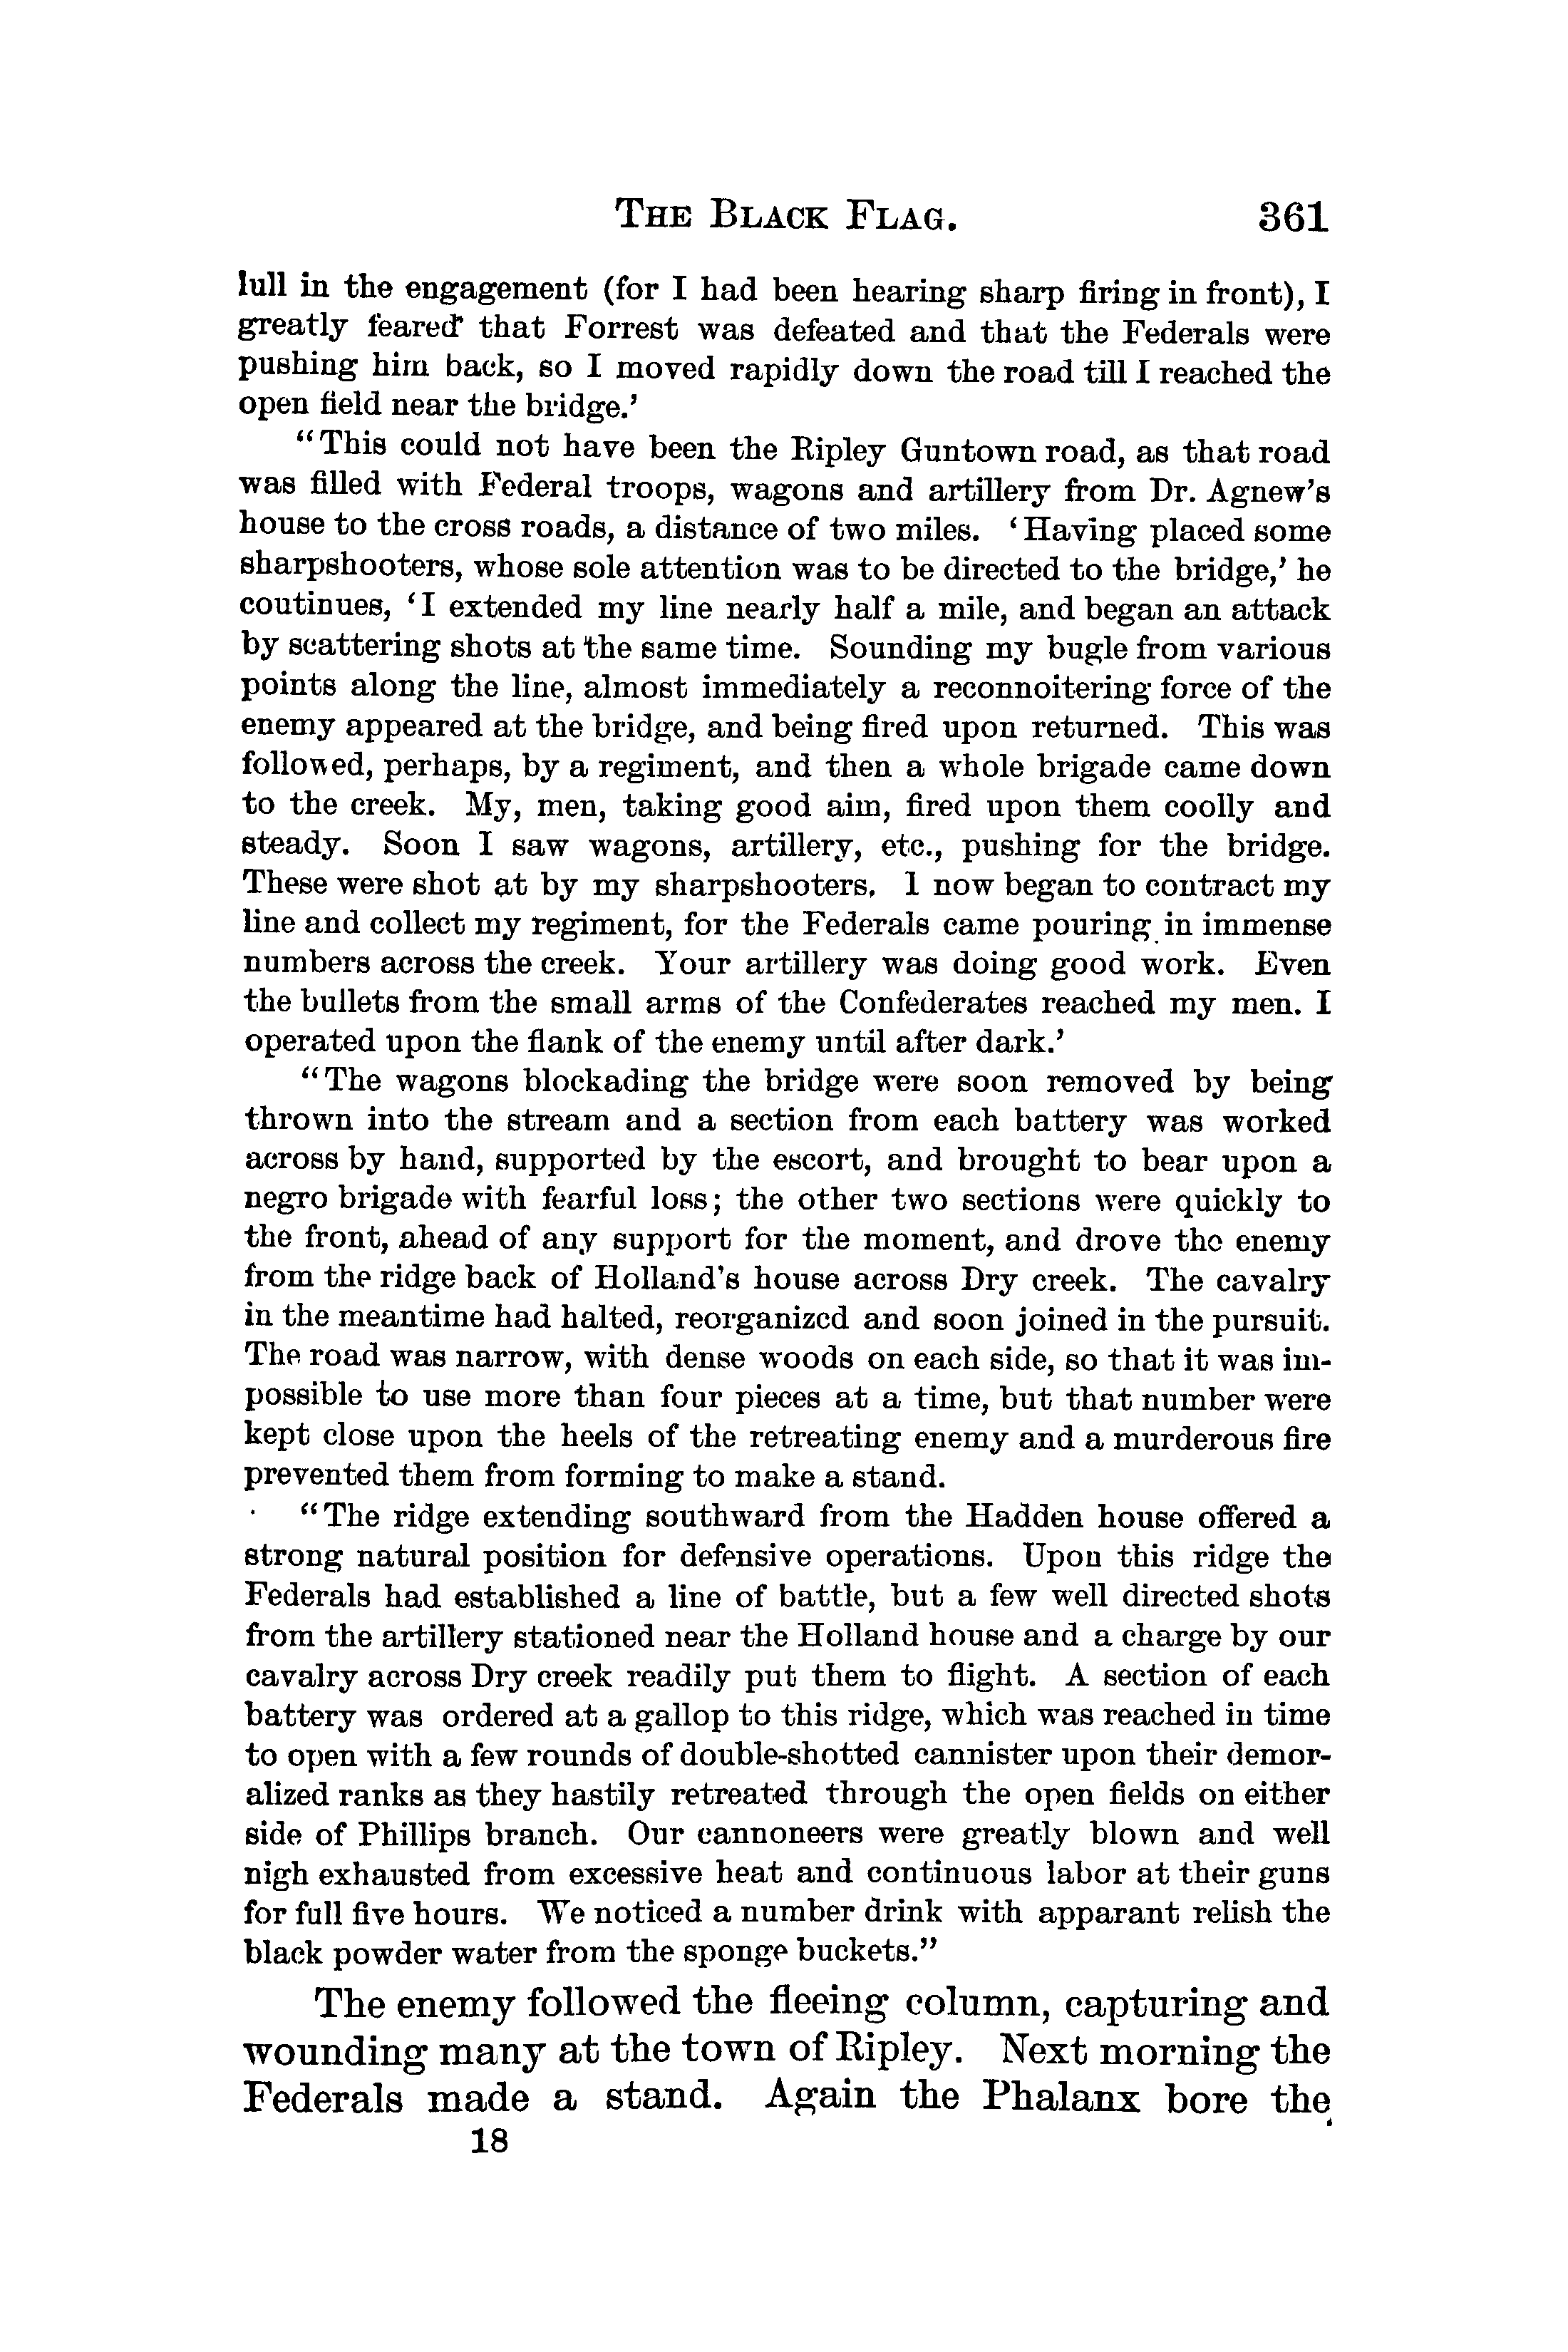 THE BLACK FLAG. 361
lull in the engagement (for I had been hearing sharp firing in front), I
greatly feared that Forrest was defeated and that the Federals were
pushing him back, so I moved rapidly down the road till I reached the
open field near the bridge.’
“This could not have been the Ripley Guntown road, as that road
was filled with Federal troops, wagons and artillery from Dr. Agnew’s
house to the cross roads, a distance of two miles. ‘Having placed some
sharpshooters, whose sole attention was to be directed to the bridge,’ he
coutinues, ‘I extended my line nearly half a mile, and began an attack
by scattering shots at the same time. Sounding my bugle from various
points along the line, almost immediately a reconnoitering force of the
enemy appeared at the bridge, and being fired upon returned. This was
followed, perhaps, by a regiment, and then a whole brigade came down
to the creek. My, men, taking good aim, fired upon them coolly and
steady. Soon I saw wagons, artillery, etc., pushing for the bridge.
These were shot at by my sharpshooters. I now began to contract my
line and collect my regiment, for the Federals came pouring in immense
numbers across the creek. Your artillery was doing good work. Even
the bullets from the small arms of the Confederates reached my men. I
operated upon the flank of the enemy until after dark.’
“The wagons blockading the bridge were soon removed by being
thrown into the stream and a section from each battery was worked
across by hand, supported by the escort, and brought to bear upon a
negro brigade with fearful loss; the other two sections were quickly to
the front, ahead of any support for the moment, and drove the enemy
from the ridge back of Holland’s house across Dry creek. The cavalry
in the meantime had halted, reorganized and soon joined in the pursuit.
The road was narrow, with dense woods on each side, so that it was im-
possible to use more than four pieces at a time, but that number were
kept close upon the heels of the retreating enemy and a murderous fire
prevented them from forming to make a stand.
“The ridge extending southward from the Hadden house offered a
strong natural position for defensive operations. Upon this ridge the
Federals had established a line of battle, but a few well directed shots
from the artillery stationed near the Holland house and a charge by our
cavalry across Dry creek readily put them to flight. A section of each
battery was ordered at a gallop to this ridge, which was reached in time
to open with a few rounds of double-shotted cannister upon their demor-
alized ranks as they hastily retreated through the open fields on either
side of Phillips branch. Our cannoneers were greatly blown and well
nigh exhausted from excessive heat and continuous labor at their guns
for full five hours. We noticed a number drink with apparant relish the
black powder water from the sponge buckets.”
The enemy followed the fleeing column, capturing and
wounding many at the town of Ripley. Next morning the
Federals made a stand. Again the Phalanx bore the
18